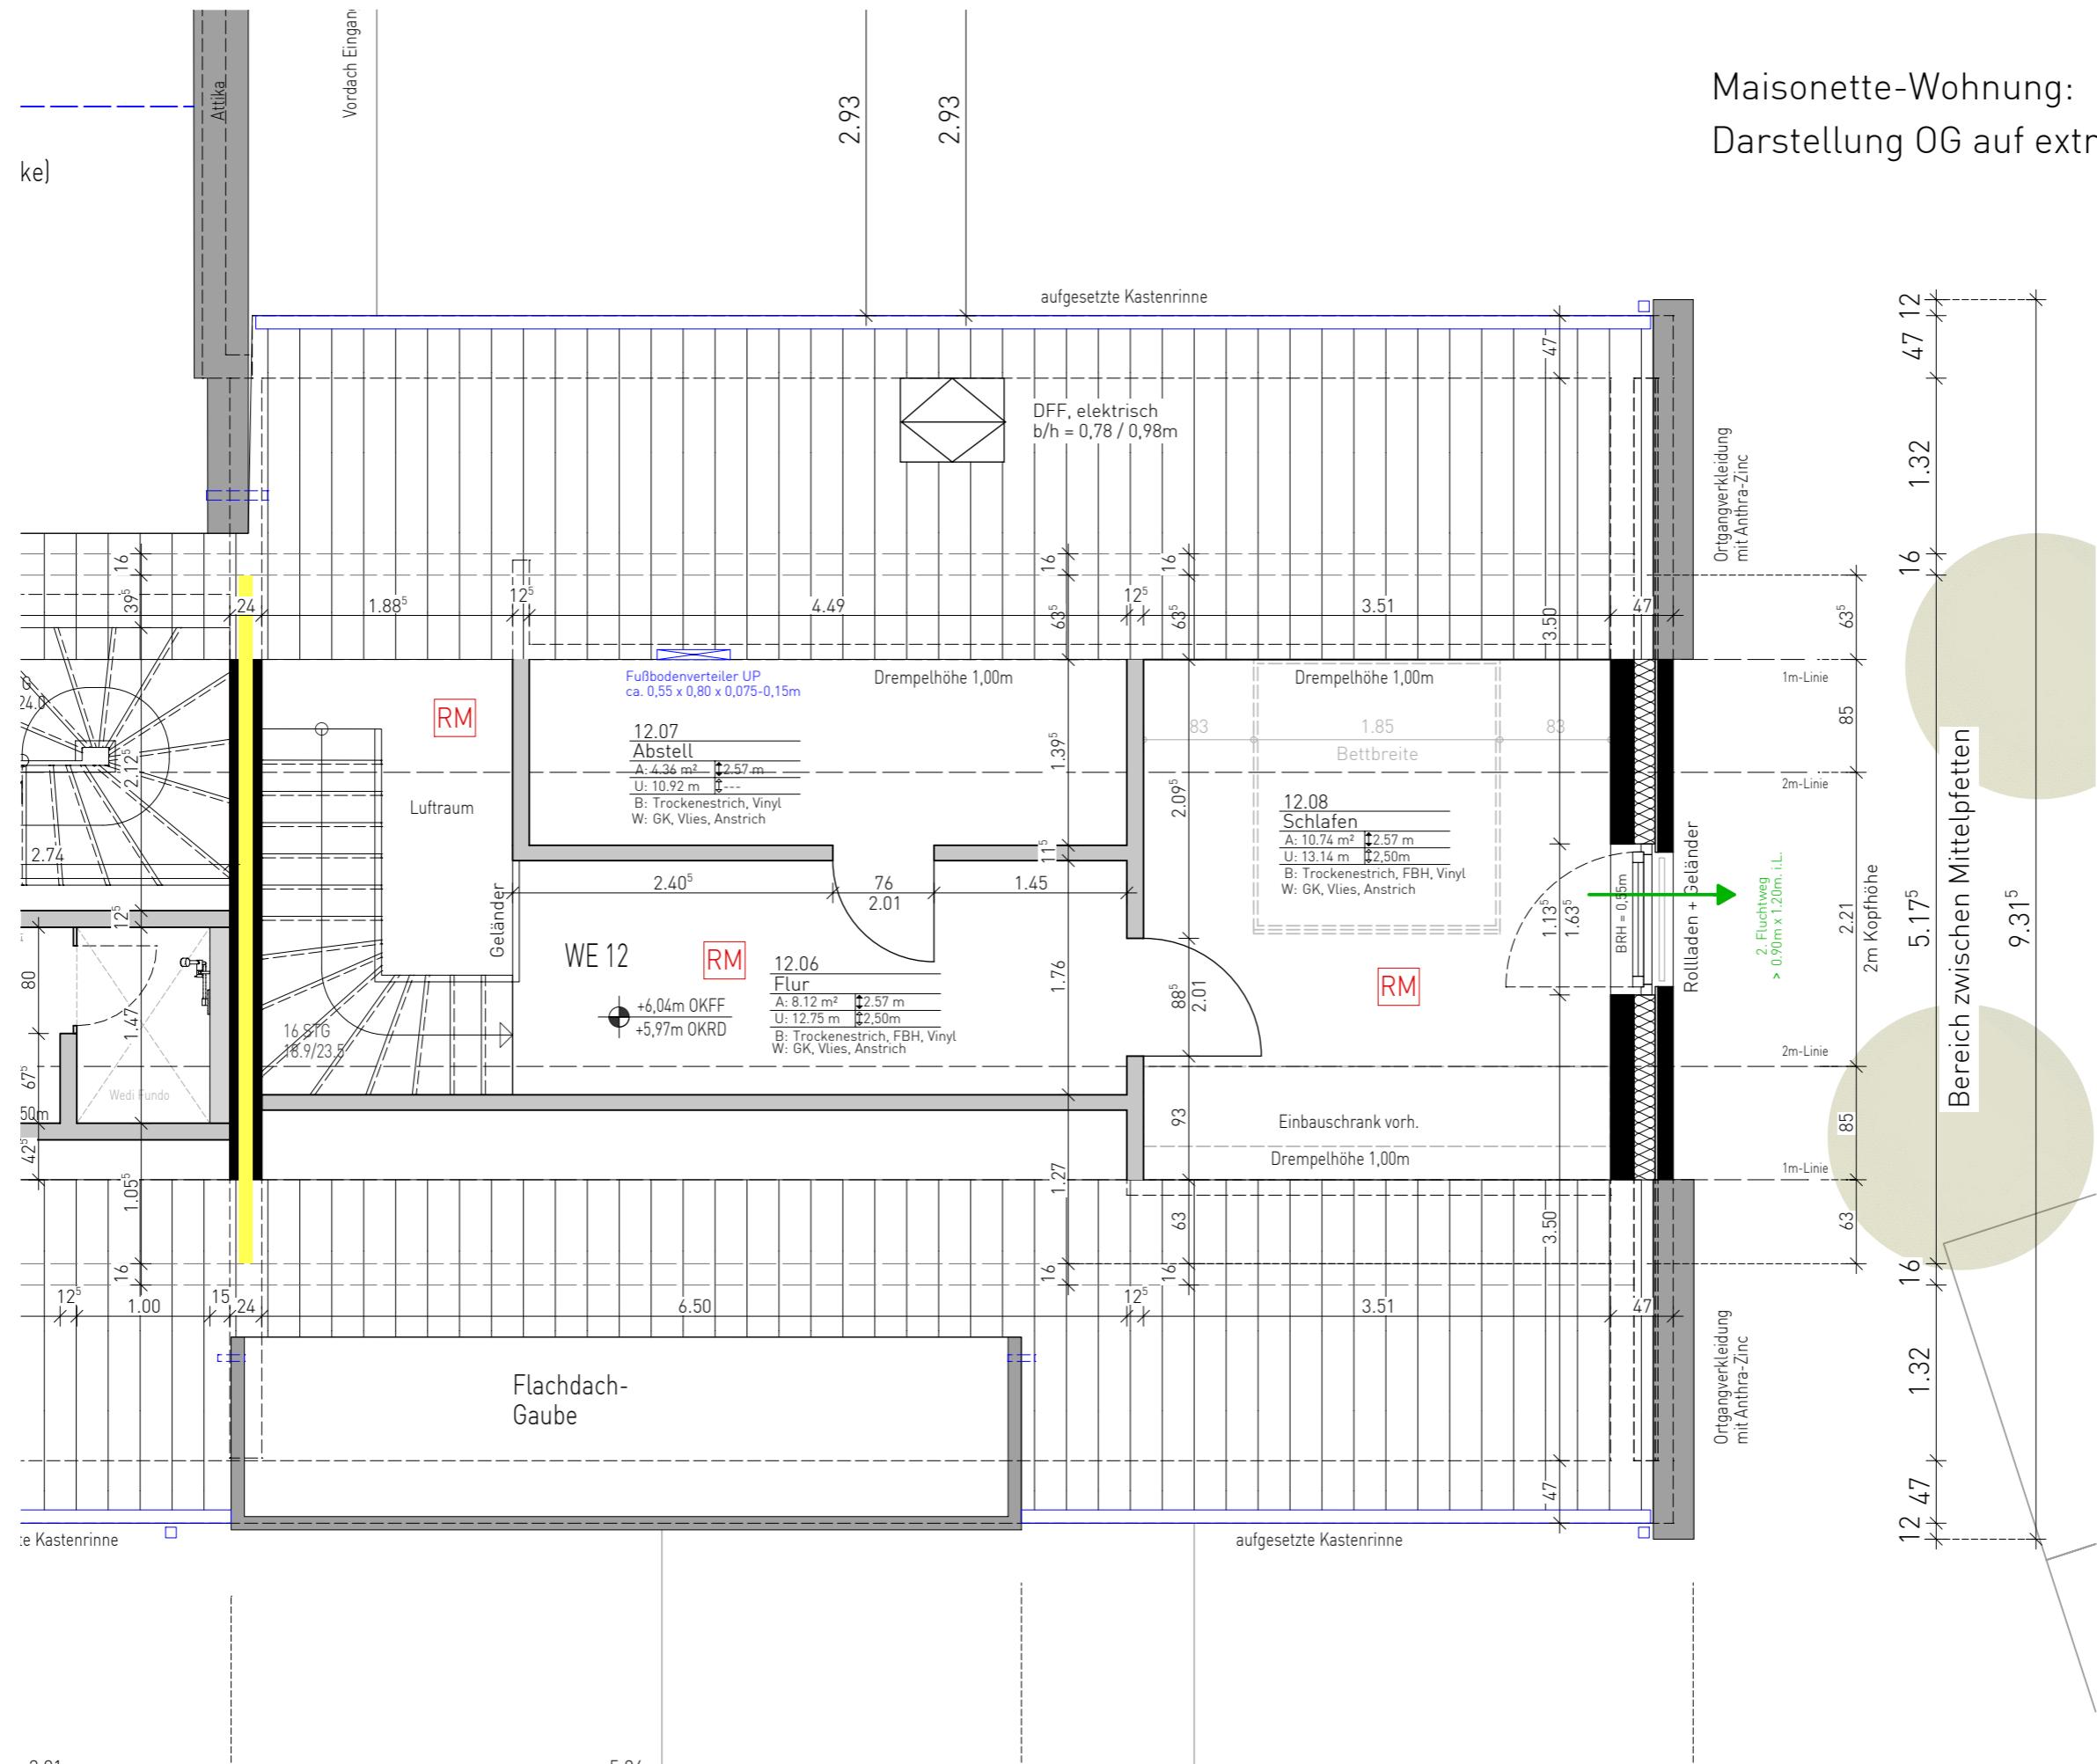 Maisonette-Wohnung:
Darstellung OG auf extr
ke)
Attika
Vordach Eingan
2.93
2.93
aufgesetzte Kastenrinne
DFF, elektrisch
b/h = 0,78 / 0,98m
47
Ortgangverkleidung
mit Anthra-Zinc
12
47
1.32
16
16
39⁵
24
1.88⁵
12⁵
4.49
16
63⁵
12⁵
16
63⁵
3.51
3.50
47
63⁵
Fußbodenverteiler UP
ca. 0,55 x 0,80 x 0,075-0,15m
Drempelhöhe 1,00m
Drempelhöhe 1,00m
1m-Linie
24.0
RM
12.07
Abstell
A: 4.36 m² 2.57 m
U: 10.92 m ---
B: Trockenestrich, Vinyl
W: GK, Vlies, Anstrich
1.39⁵
83
1.85
83
Bettbreite
85
2m-Linie
2.12⁵
Luftraum
2.09⁵
12.08
Schlafen
A: 10.74 m² 2.57 m
U: 13.14 m 2,50m
B: Trockenestrich, FBH, Vinyl
W: GK, Vlies, Anstrich
2.74
11⁵
2.40⁵
76
2.01
1.45
Geländer
12⁵
80
1.47
WE 12
RM
12.06
Flur
A: 8.12 m² 2.57 m
U: 12.75 m 2,50m
B: Trockenestrich, FBH, Vinyl
W: GK, Vlies, Anstrich
+6,04m OKFF
+5,97m OKRD
1.76
88⁵
2.01
RM
1.13⁵
1.63⁵
BRH = 0,55m
Rollladen + Geländer
2. Fluchtweg
> 0.90m x 1.20m. i.L.
2.21
2m Kopfhöhe
5.17⁵
Bereich zwischen Mittelpfetten
9.31⁵
16 STG
18.9/23.5
67⁵
50m
42⁵
Wedi Fundo
2m-Linie
93
Einbauschrank vorh.
Drempelhöhe 1,00m
85
1m-Linie
1.05⁵
16
1.27
16
63
16
3.50
63
16
12⁵
1.00
15
24
6.50
12⁵
3.51
47
Flachdach-
Gaube
Ortgangverkleidung
mit Anthra-Zinc
1.32
47
47
12
te Kastenrinne
aufgesetzte Kastenrinne